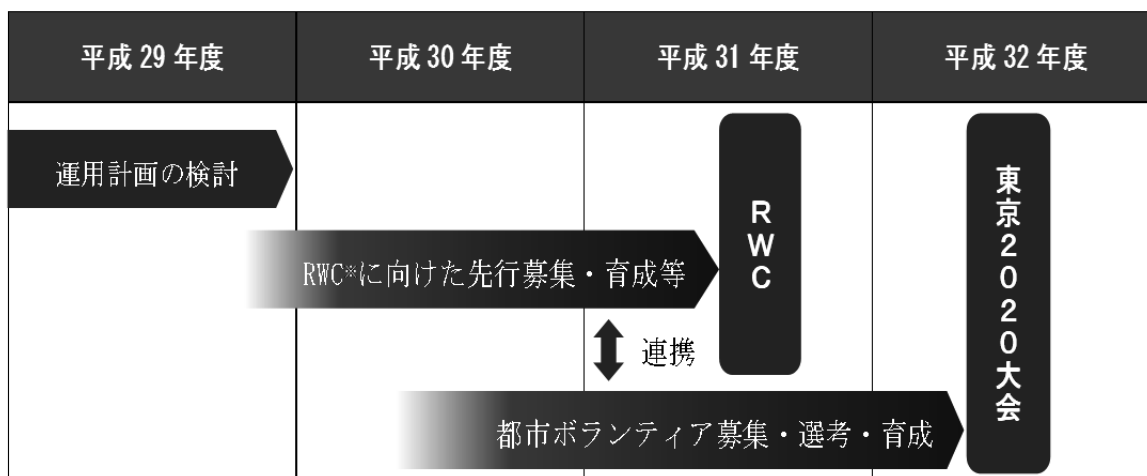 平成 29 年度
平成 30 年度
平成 31 年度
平成 32 年度
運用計画の検討
RWC※に向けた先行募集・育成等
RWC
連携
都市ボランティア募集・選考・育成
東京2020大会